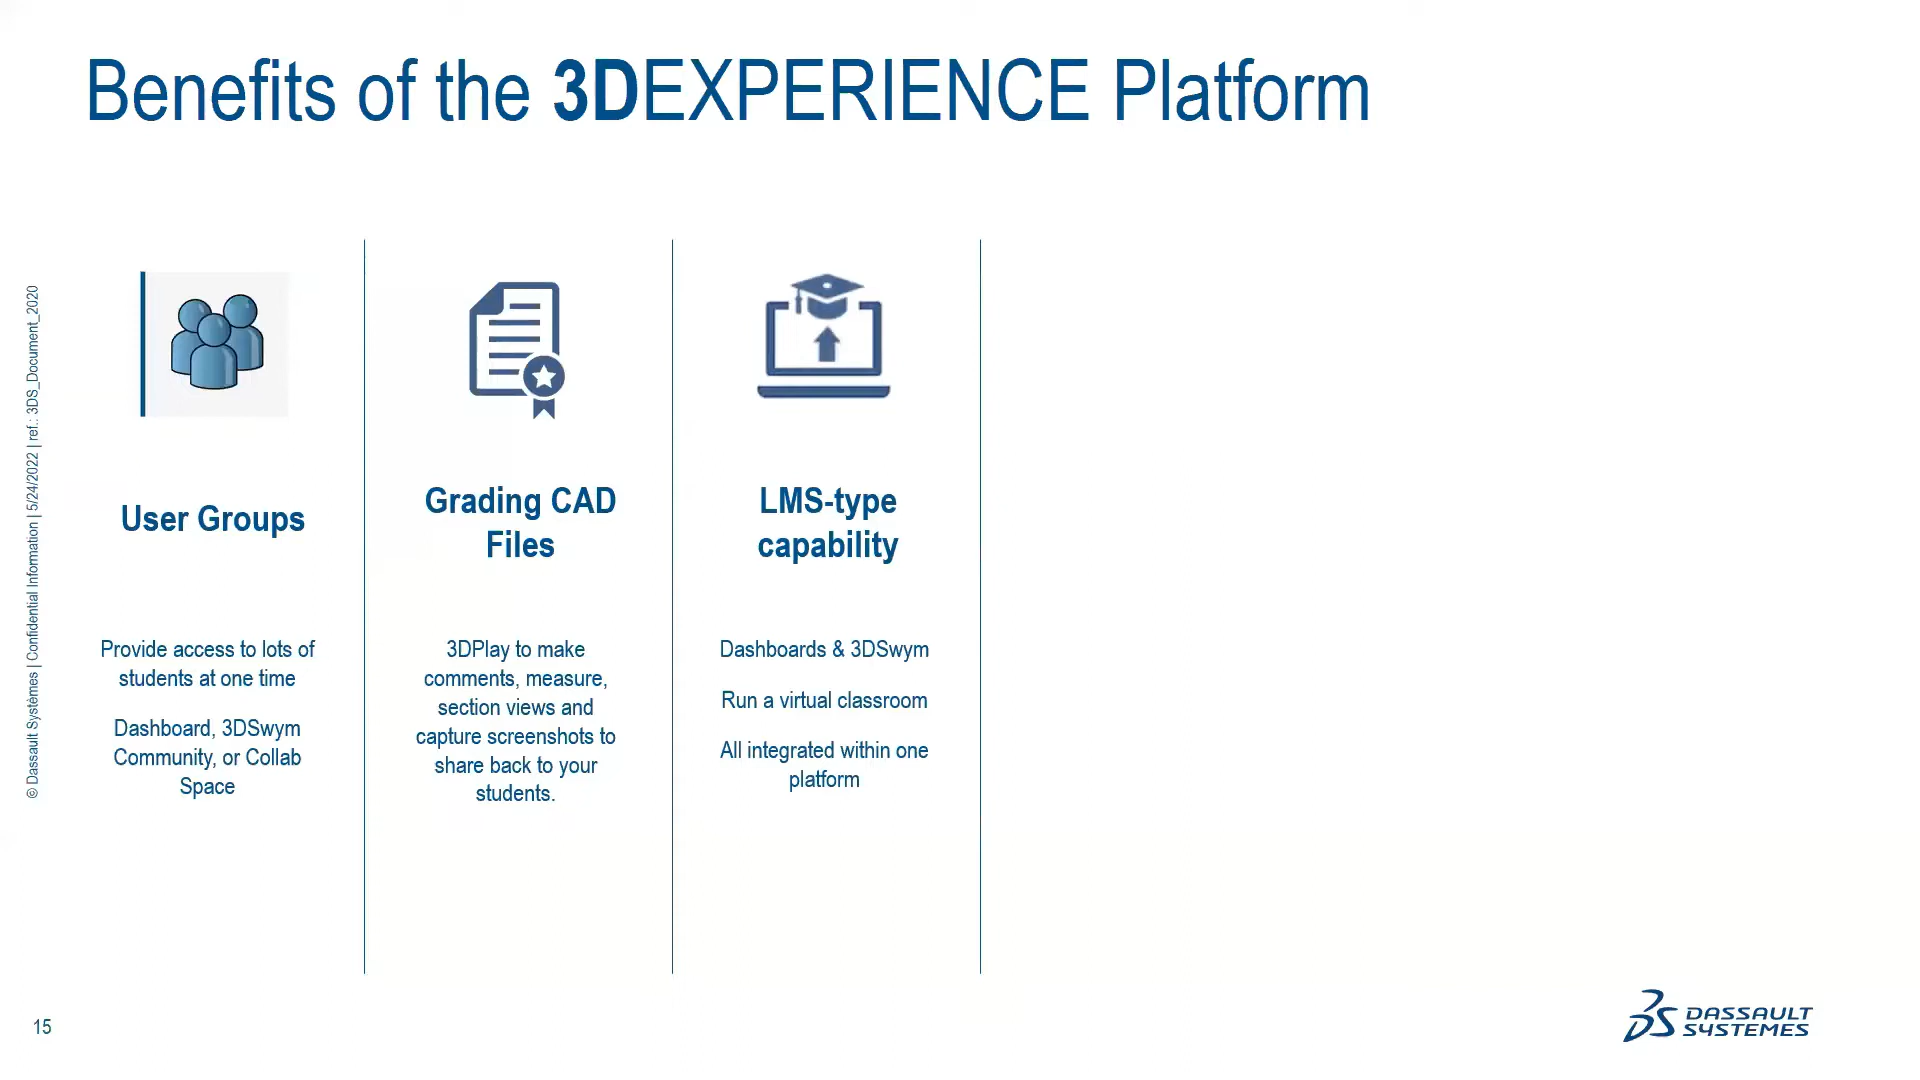 Benefits of the 3DEXPERIENCE Platform
© Dassault Systèmes | Confidential Information | 5/24/2022 | ref.: 3DS_Document_2020
User Groups
Provide access to lots of
students at one time
Dashboard, 3DSwym
Community, or Collab
Space
Grading CAD
Files
3DPlay to make
comments, measure,
section views and
capture screenshots to
share back to your
students.
LMS-type
capability
Dashboards & 3DSwym
Run a virtual classroom
All integrated within one
platform
15
3DS DASSAULT
SYSTEMES